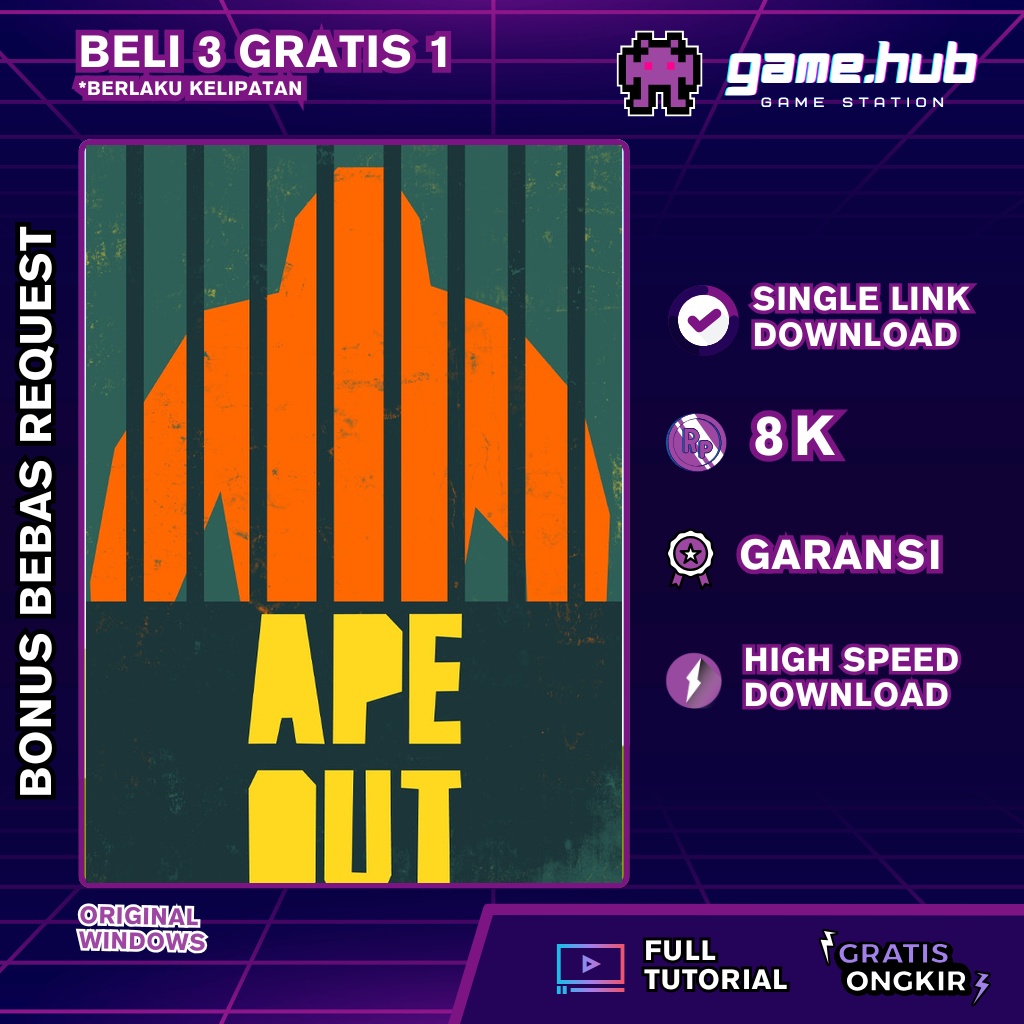 BELI 3 GRATIS 1
*BERLAKU KELIPATAN
game.hub
GAME STATION
BONUS BEBAS REQUEST
APE
OUT
SINGLE LINK
DOWNLOAD
RP
8K
GARANSI
HIGH SPEED
DOWNLOAD
ORIGINAL
WINDOWS
FULL
TUTORIAL
GRATIS
ONGKIR